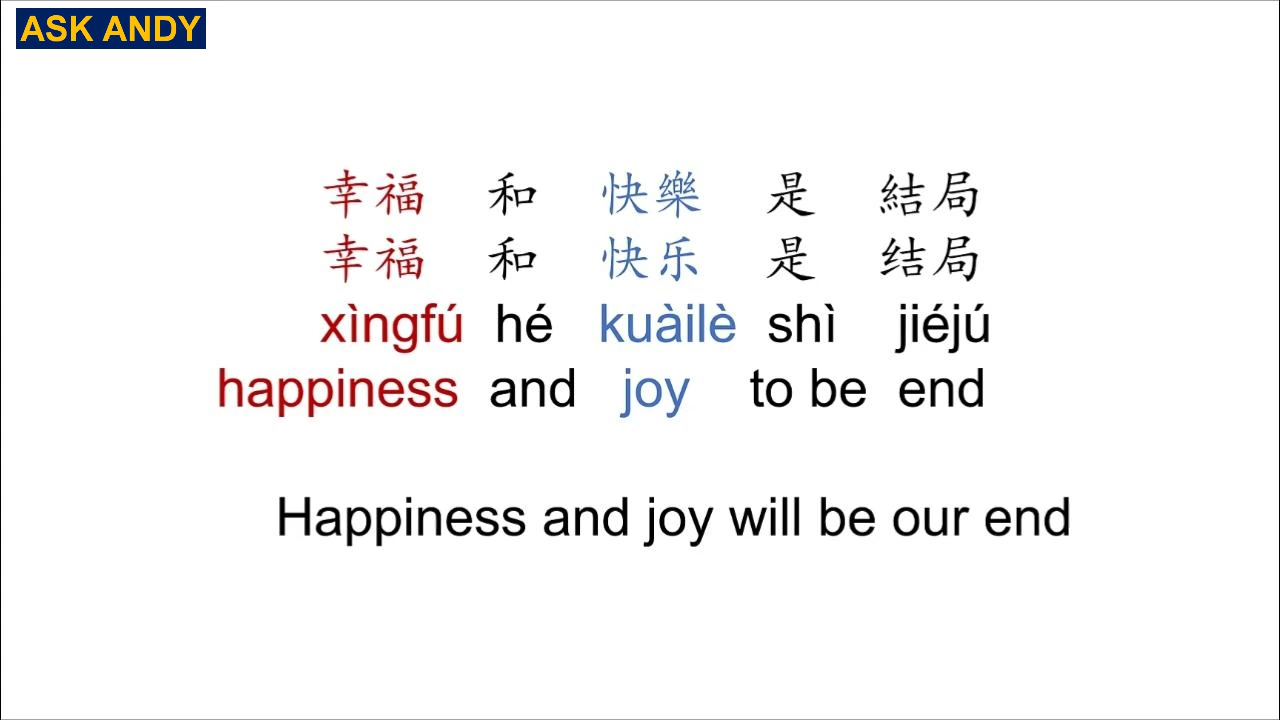 ASK ANDY
幸福 和 快樂 是 結局
幸福 和 快乐 是 结局
xìngfú hé kuàilè shì jiéjú
happiness and joy to be end
Happiness and joy will be our end